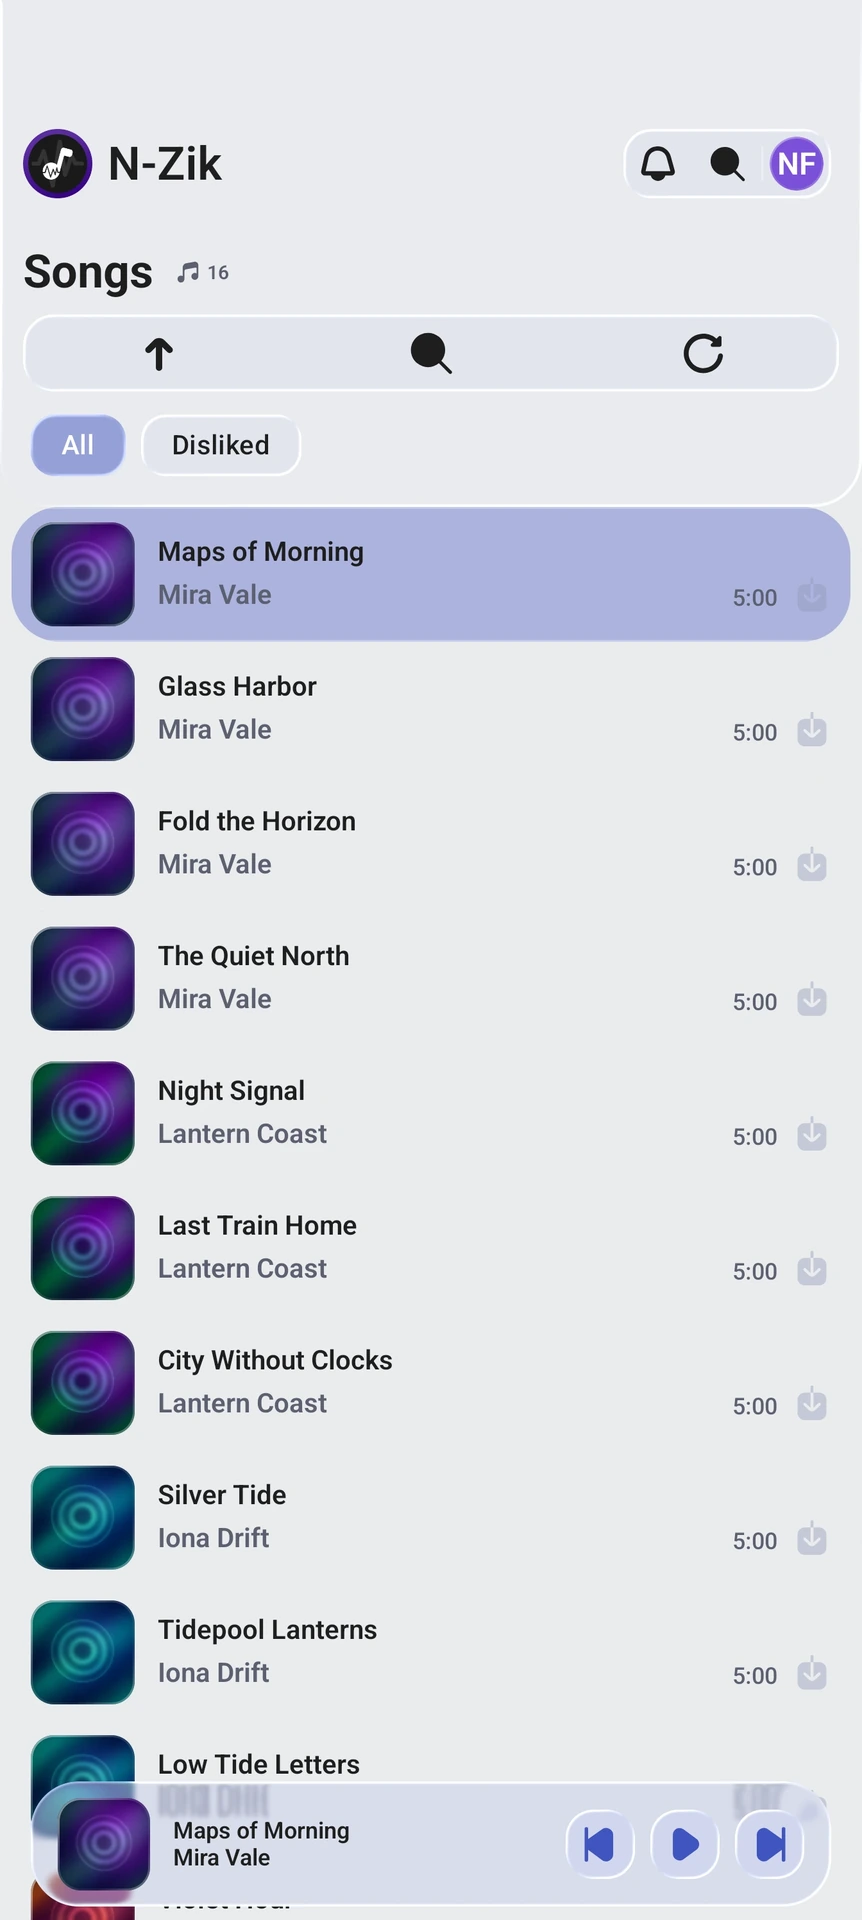 N-Zik
NF
Songs
16
All
Disliked
Maps of Morning
Mira Vale
5:00
Glass Harbor
Mira Vale
5:00
Fold the Horizon
Mira Vale
5:00
The Quiet North
Mira Vale
5:00
Night Signal
Lantern Coast
5:00
Last Train Home
Lantern Coast
5:00
City Without Clocks
Lantern Coast
5:00
Silver Tide
Iona Drift
5:00
Tidepool Lanterns
Iona Drift
5:00
Low Tide Letters
Maps of Morning
Mira Vale